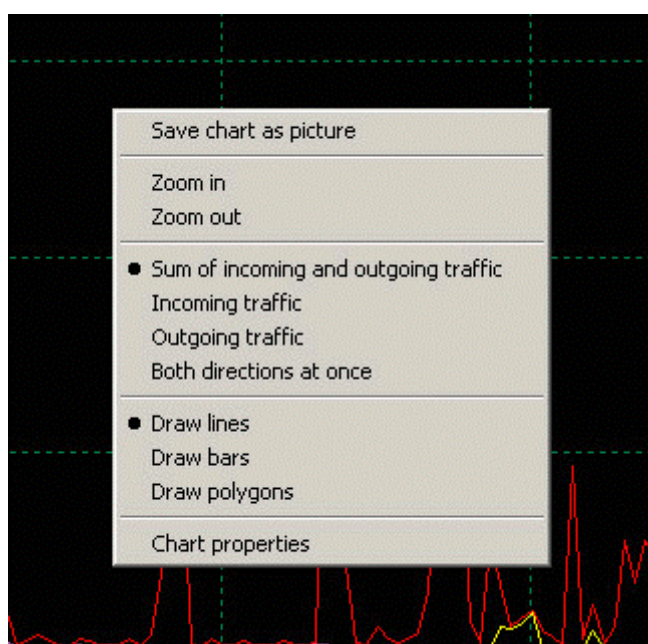 Save chart as picture
Zoom in
Zoom out
Sum of incoming and outgoing traffic
Incoming traffic
Outgoing traffic
Both directions at once
Draw lines
Draw bars
Draw polygons
Chart properties